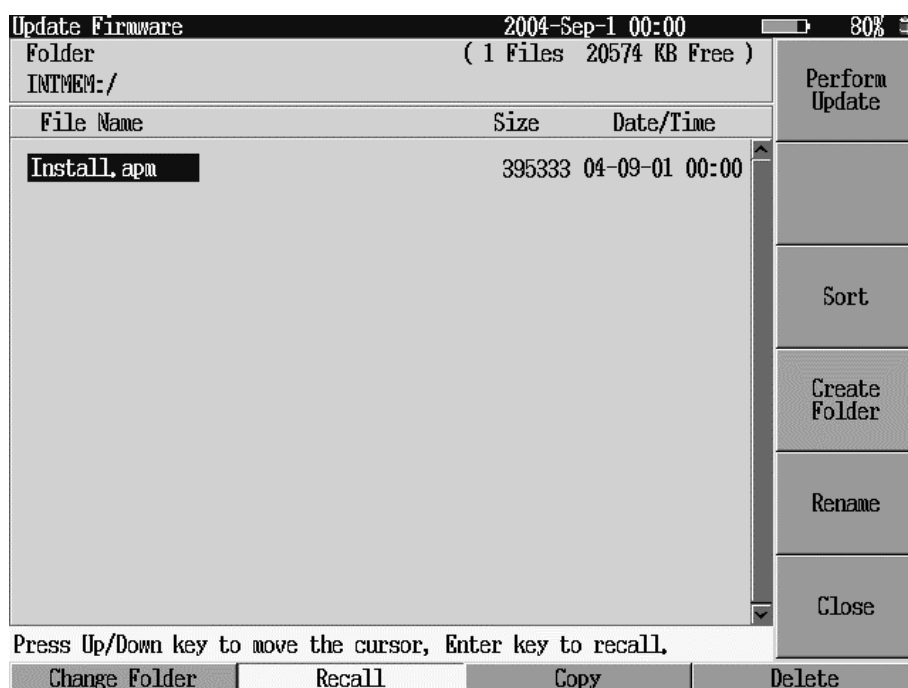 Update Firmware 2004-Sep-1 00:00 80%
Folder ( 1 Files 20574 KB Free )
INTMEM:/
File Name Size Date/Time
Install.apm 395333 04-09-01 00:00
Perform
Update
Sort
Create
Folder
Rename
Close
Press Up/Down key to move the cursor, Enter key to recall.
Change Folder Recall Copy Delete